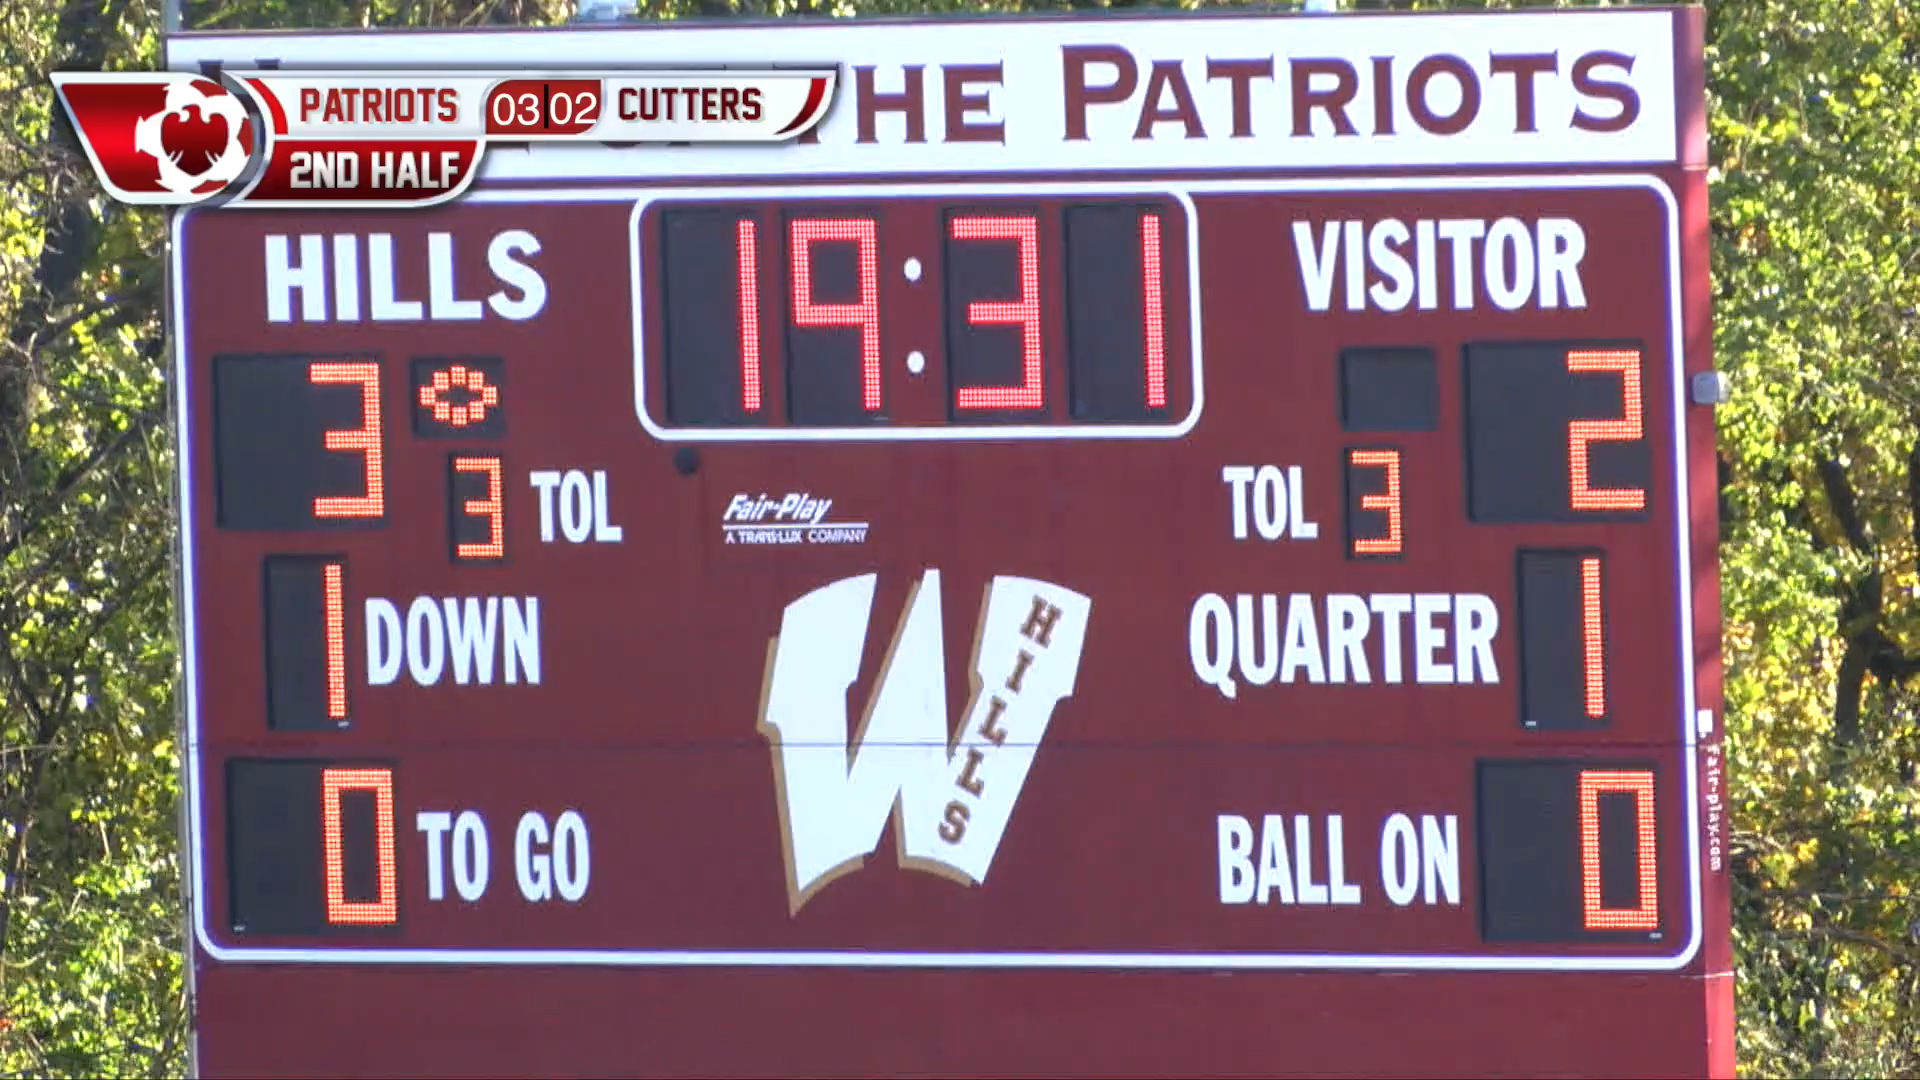 THE PATRIOTS
PATRIOTS 03 02 CUTTERS
2ND HALF
HILLS 19:31 VISITOR
3 2
3 TOL TOL 3
Fair-Play
A TRANS-LUX COMPANY
1 DOWN QUARTER 1
W HILLS
0 TO GO BALL ON 0
fair-play.com